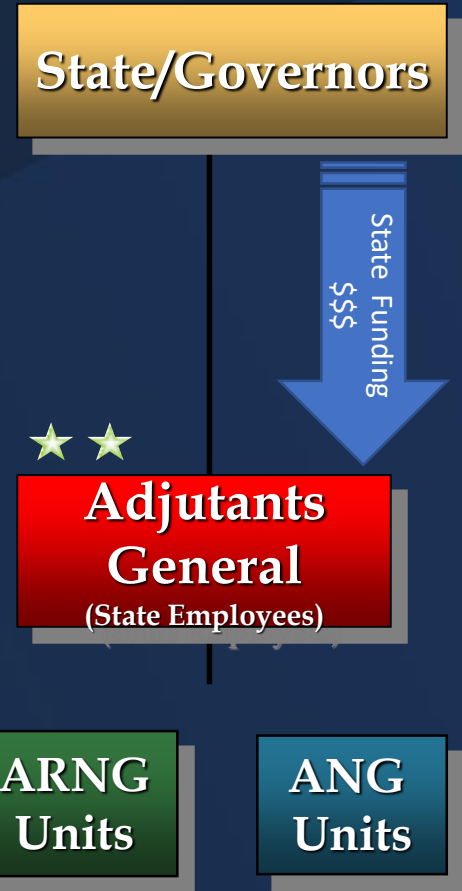 State/Governors
State Funding
$$$
Adjutants
General
(State Employees)
ARNG
Units
ANG
Units